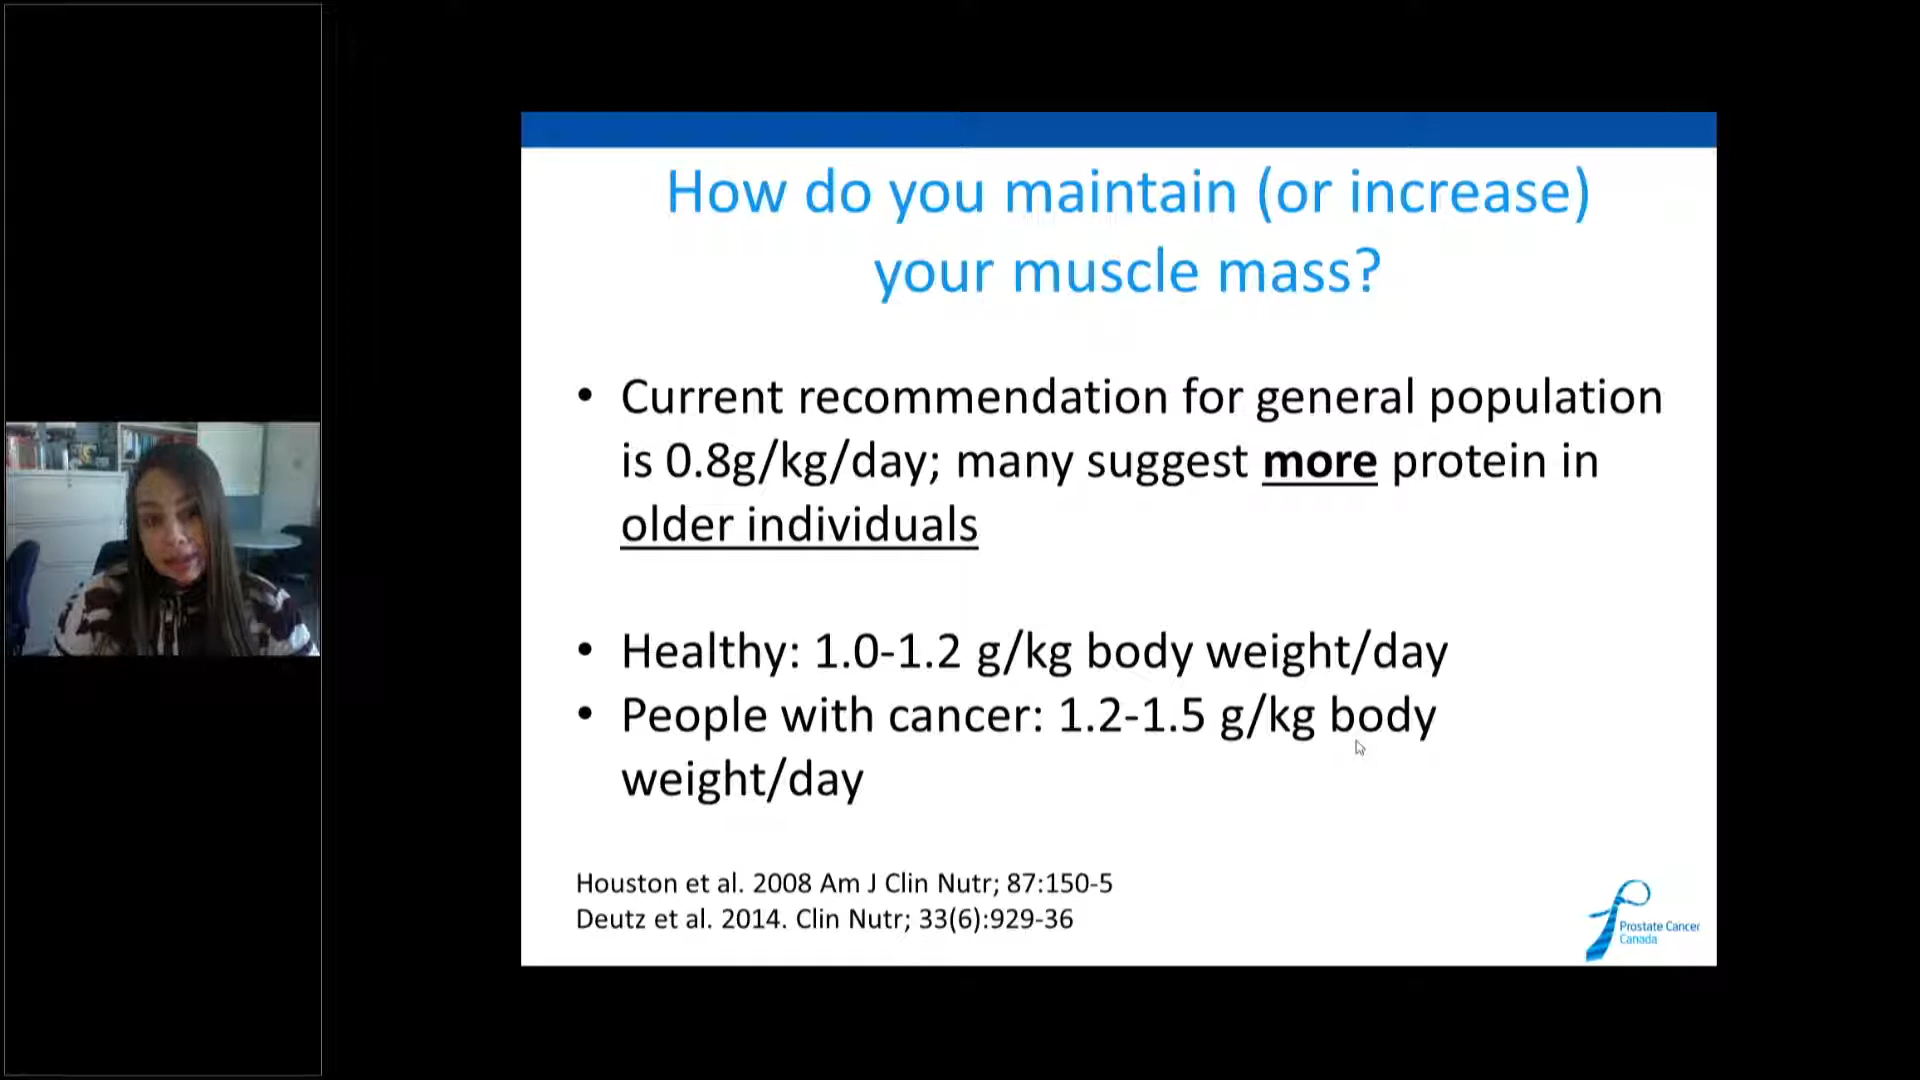 How do you maintain (or increase)
your muscle mass?
• Current recommendation for general population
is 0.8g/kg/day; many suggest more protein in
older individuals
• Healthy: 1.0-1.2 g/kg body weight/day
• People with cancer: 1.2-1.5 g/kg body
weight/day
Houston et al. 2008 Am J Clin Nutr; 87:150-5
Deutz et al. 2014. Clin Nutr; 33(6):929-36
Prostate Cancer
Canada